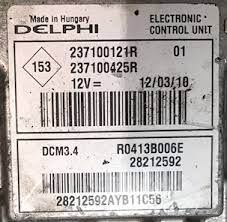 Made in Hungary
DELPHI
ELECTRONIC
CONTROL UNIT
153
237100121R 01
237100425R
12V= 12/03/10
DCM3.4 R0413B006E
28212592
28212592AYB11C56